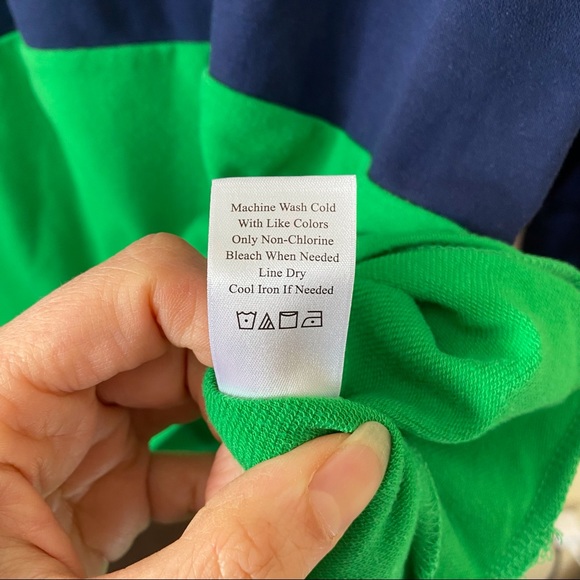 Machine Wash Cold
With Like Colors
Only Non-Chlorine
Bleach When Needed
Line Dry
Cool Iron If Needed